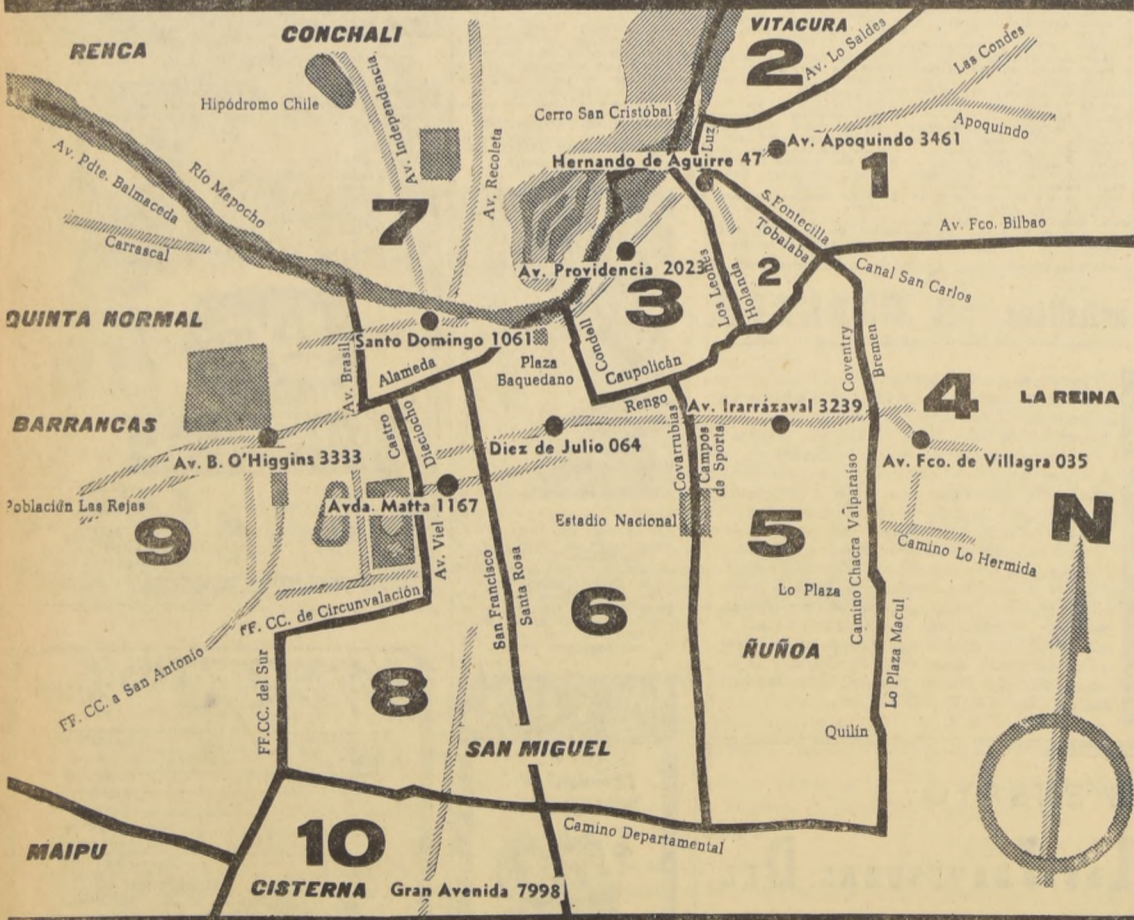 RENCA
CONCHALI
VITACURA
2
Av. Lo Saldes
Las Condes
Hipódromo Chile
Av. Independencia
Av. Recoleta
Cerro San Cristóbal
Luz
Apoquindo
Av. Apoquindo 3461
Hernando de Aguirre 47
1
Av. Pdte. Balmaceda
Río Mapocho
Carrascal
7
S. Fontecilla
Tobalaba
Av. Fco. Bilbao
Av. Providencia 2023
3
Los Leones
Holanda
2
Canal San Carlos
QUINTA NORMAL
Santo Domingo 1061
Plaza
Baquedano
Condell
Caupolicán
Av. Brasil
Alameda
Coventry
Bremen
4
LA REINA
BARRANCAS
Castro
Dieciocho
Rengo
Av. Irarrázaval 3239
Av. B. O'Higgins 3333
Diez de Julio 064
Covarrubias
Campos
de Sports
Av. Fco. de Villagra 035
Población Las Rejas
Avda. Matta 1167
Estadio Nacional
9
5
N
Av. Viel
San Francisco
Santa Rosa
Camino Chacra Valparaíso
Camino Lo Hermida
FF. CC. de Circunvalación
6
Lo Plaza
Lo Plaza Macul
ÑUÑOA
FF. CC. a San Antonio
FF.CC. del Sur
8
SAN MIGUEL
Quilín
MAIPU
10
Camino Departamental
CISTERNA
Gran Avenida 7998